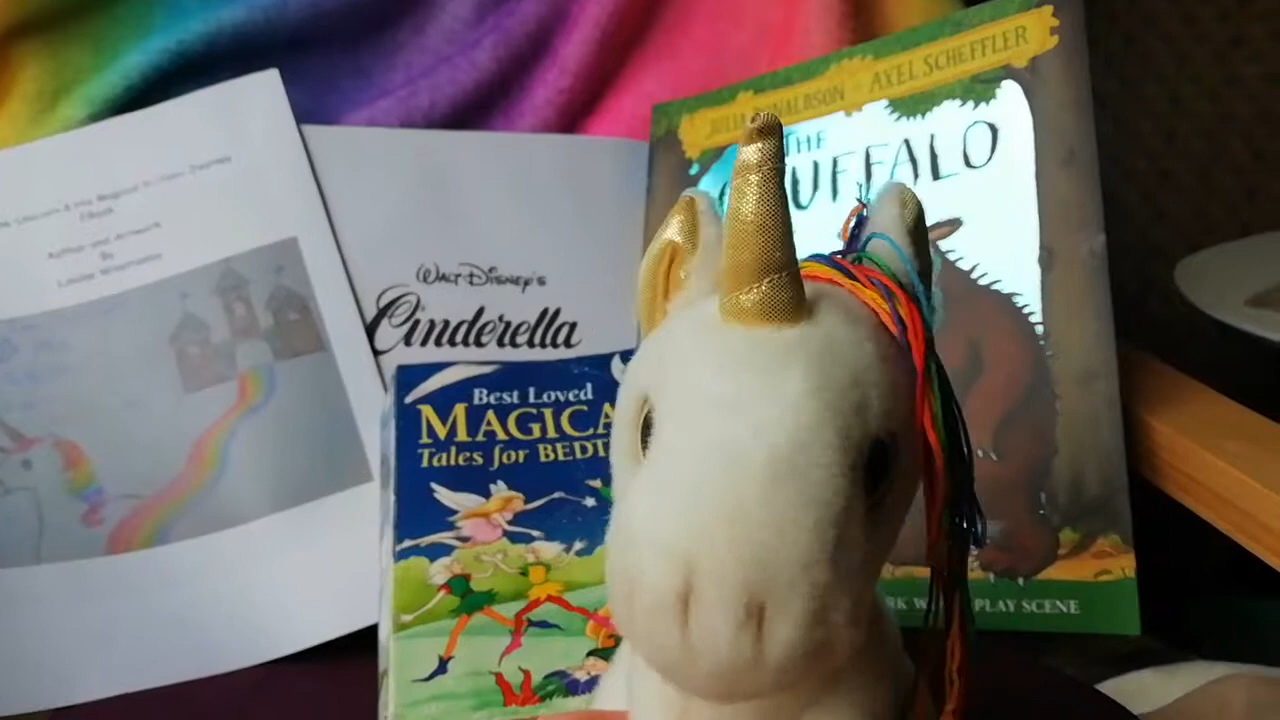 Author and Artwork
By
WALT DISNEY'S
Cinderella
Best Loved
MAGICA
Tales for BEDT
JULIA DONALDSON AXEL SCHEFFLER
THE
UFFALO
PLAY SCENE